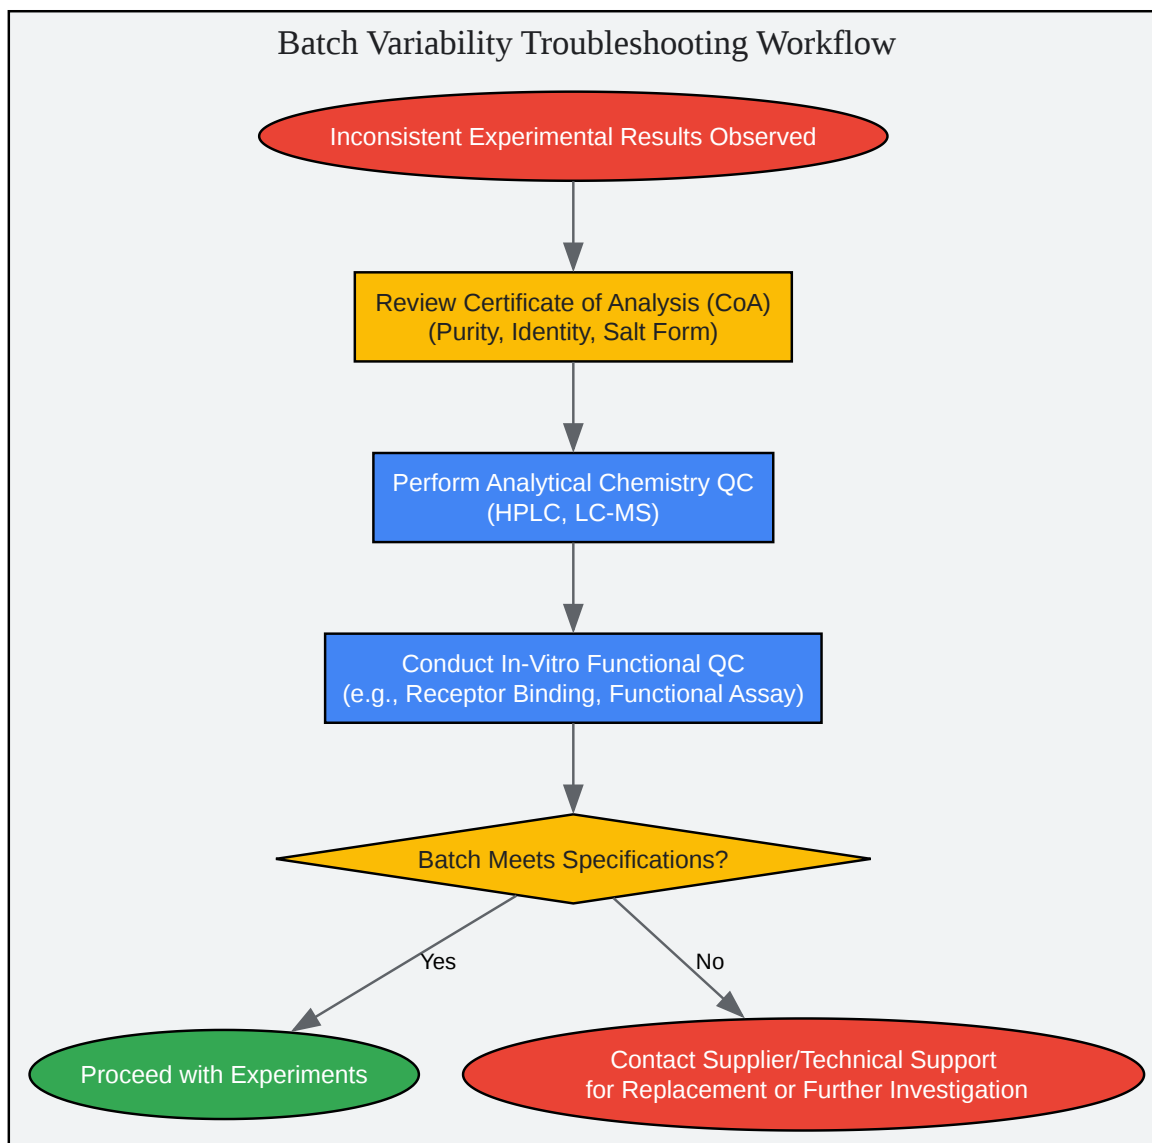 Batch Variability Troubleshooting Workflow
Inconsistent Experimental Results Observed
Review Certificate of Analysis (CoA)
(Purity, Identity, Salt Form)
Perform Analytical Chemistry QC
(HPLC, LC-MS)
Conduct In-Vitro Functional QC
(e.g., Receptor Binding, Functional Assay)
Batch Meets Specifications?
Yes
No
Proceed with Experiments
Contact Supplier/Technical Support
for Replacement or Further Investigation